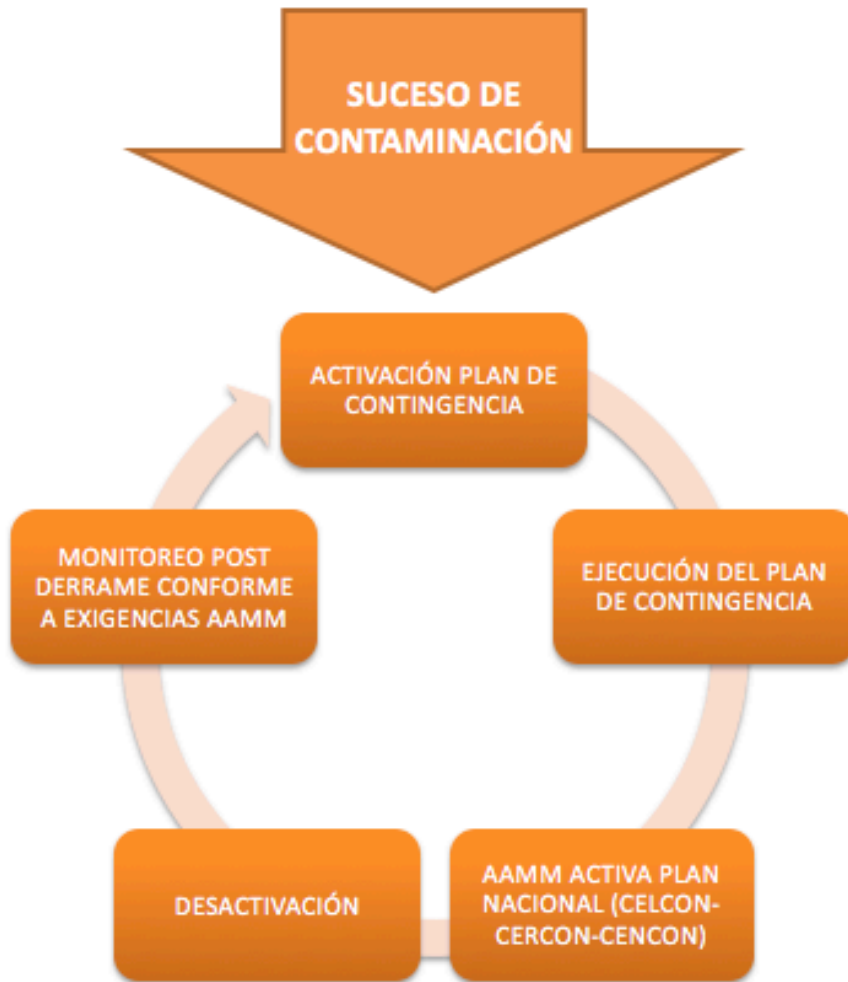 SUCESO DE
CONTAMINACIÓN
ACTIVACIÓN PLAN DE
CONTINGENCIA
EJECUCIÓN DEL PLAN
DE CONTINGENCIA
AAMM ACTIVA PLAN
NACIONAL (CELCON-
CERCON-CENCON)
DESACTIVACIÓN
MONITOREO POST
DERRAME CONFORME
A EXIGENCIAS AAMM